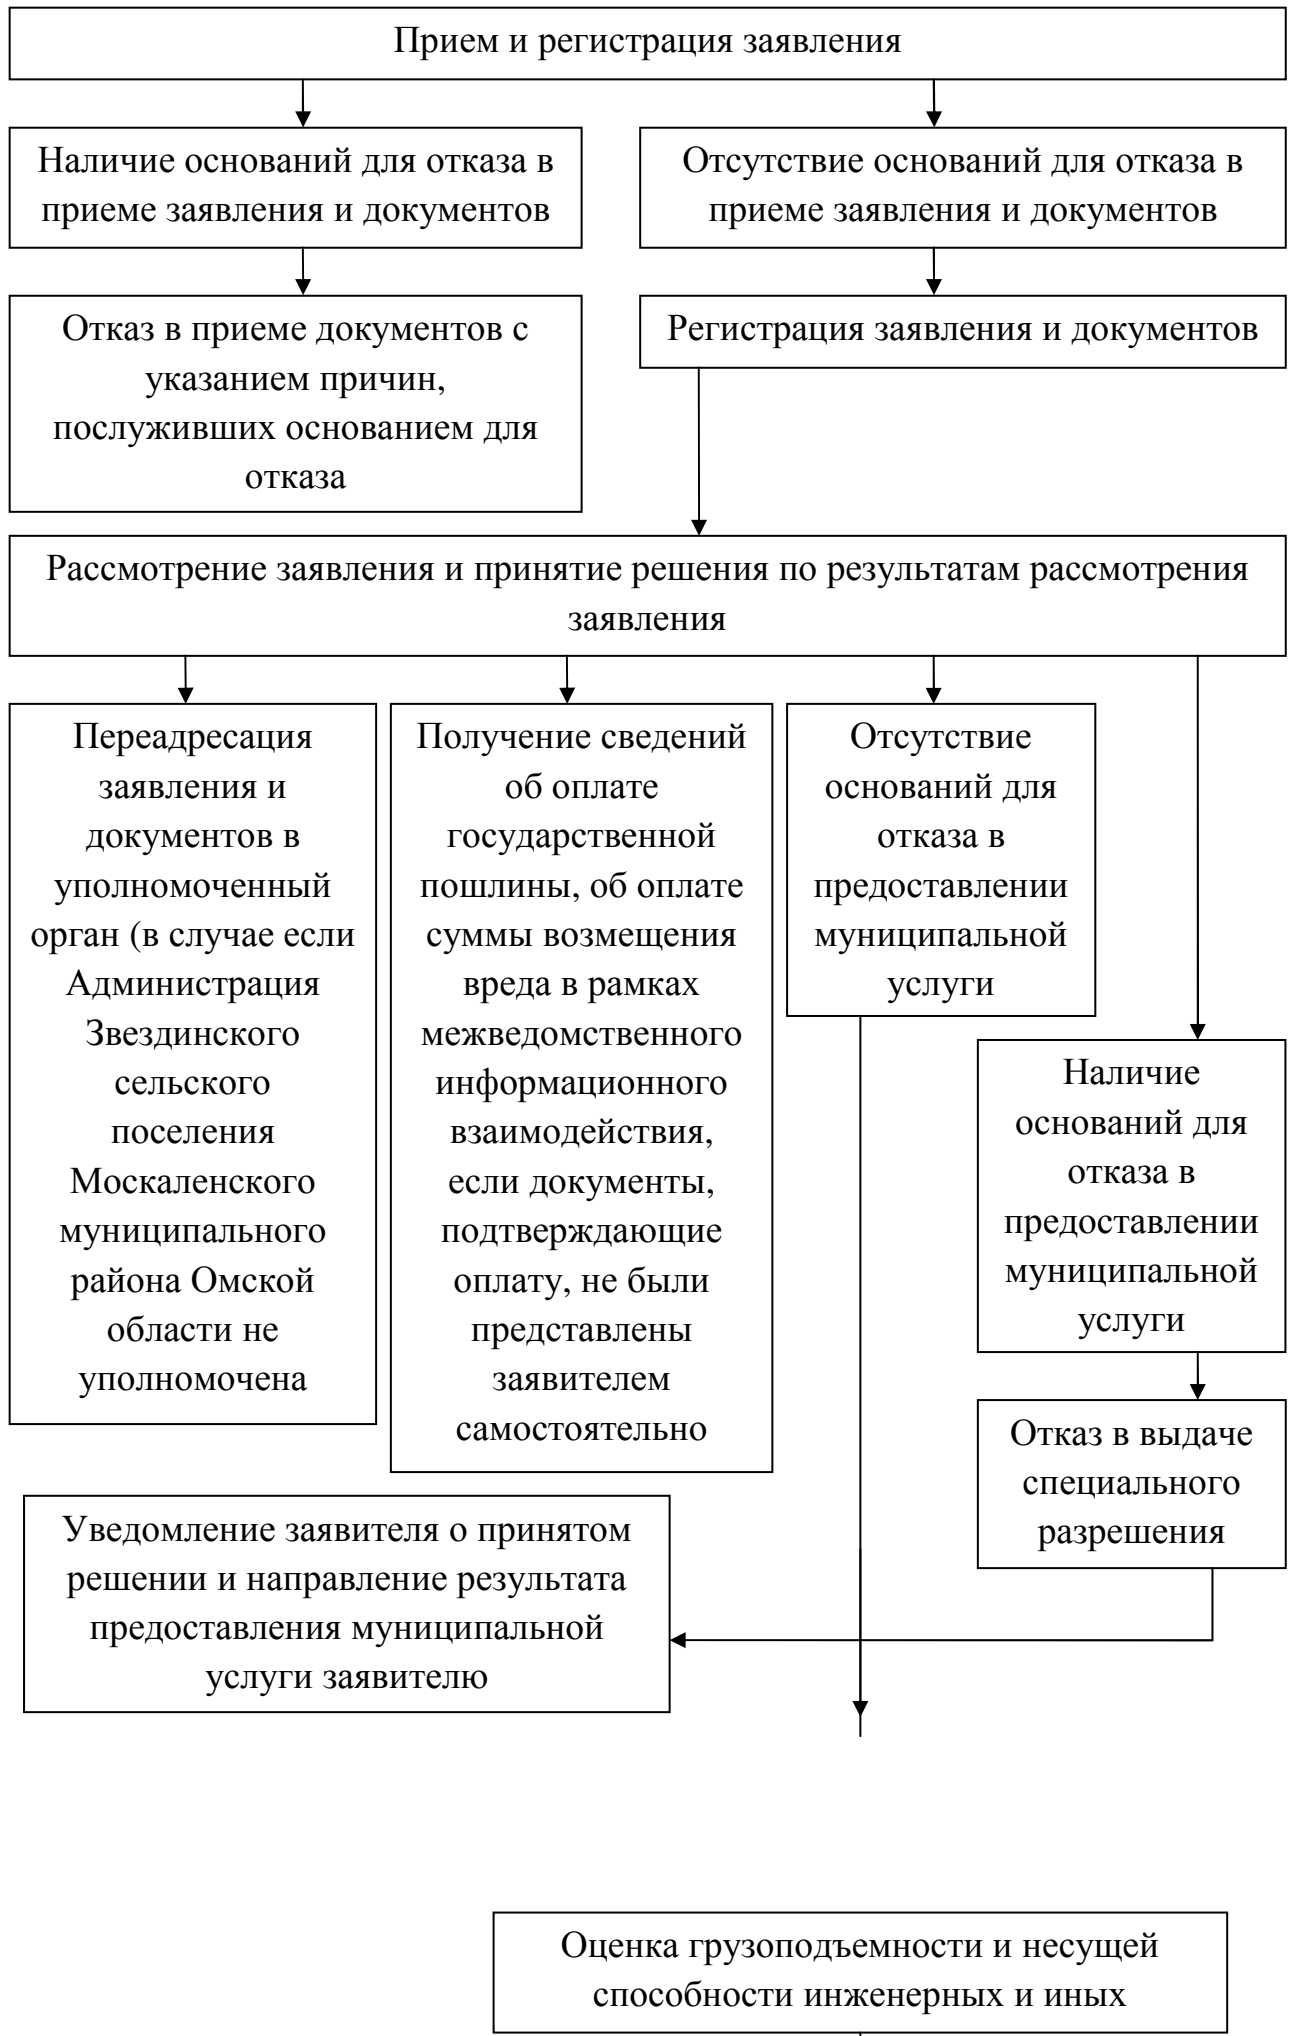 Прием и регистрация заявления
Наличие оснований для отказа в
приеме заявления и документов
Отсутствие оснований для отказа в
приеме заявления и документов
Отказ в приеме документов с
указанием причин,
послуживших основанием для
отказа
Регистрация заявления и документов
Рассмотрение заявления и принятие решения по результатам рассмотрения
заявления
Переадресация
заявления и
документов в
уполномоченный
орган (в случае если
Администрация
Звездинского
сельского
поселения
Москаленского
муниципального
района Омской
области не
уполномочена
Получение сведений
об оплате
государственной
пошлины, об оплате
суммы возмещения
вреда в рамках
межведомственного
информационного
взаимодействия,
если документы,
подтверждающие
оплату, не были
представлены
заявителем
самостоятельно
Отсутствие
оснований для
отказа в
предоставлении
муниципальной
услуги
Наличие
оснований для
отказа в
предоставлении
муниципальной
услуги
Отказ в выдаче
специального
разрешения
Уведомление заявителя о принятом
решении и направление результата
предоставления муниципальной
услуги заявителю
Оценка грузоподъемности и несущей
способности инженерных и иных